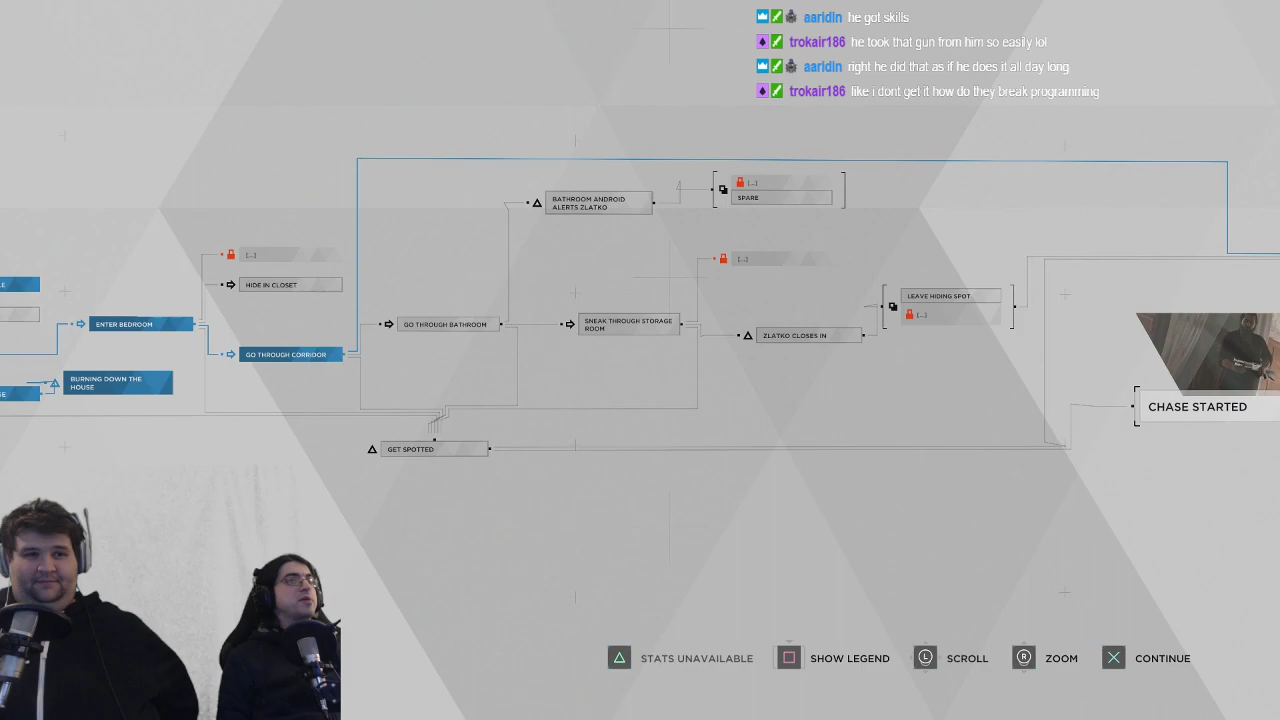 aaridin he got skills
trokair186 he took that gun from him so easily lol
aaridin right he did that as if he does it all day long
trokair186 like i dont get it how do they break programming
[...]
SPARE
BATHROOM ANDROID
ALERTS ZLATKO
[...]
HIDE IN CLOSET
[...]
ENTER BEDROOM
GO THROUGH BATHROOM
SNEAK THROUGH STORAGE
ROOM
LEAVE HIDING SPOT
[...]
ZLATKO CLOSES IN
GO THROUGH CORRIDOR
BURNING DOWN THE
HOUSE
CHASE STARTED
GET SPOTTED
STATS UNAVAILABLE
SHOW LEGEND
L SCROLL
R ZOOM
CONTINUE